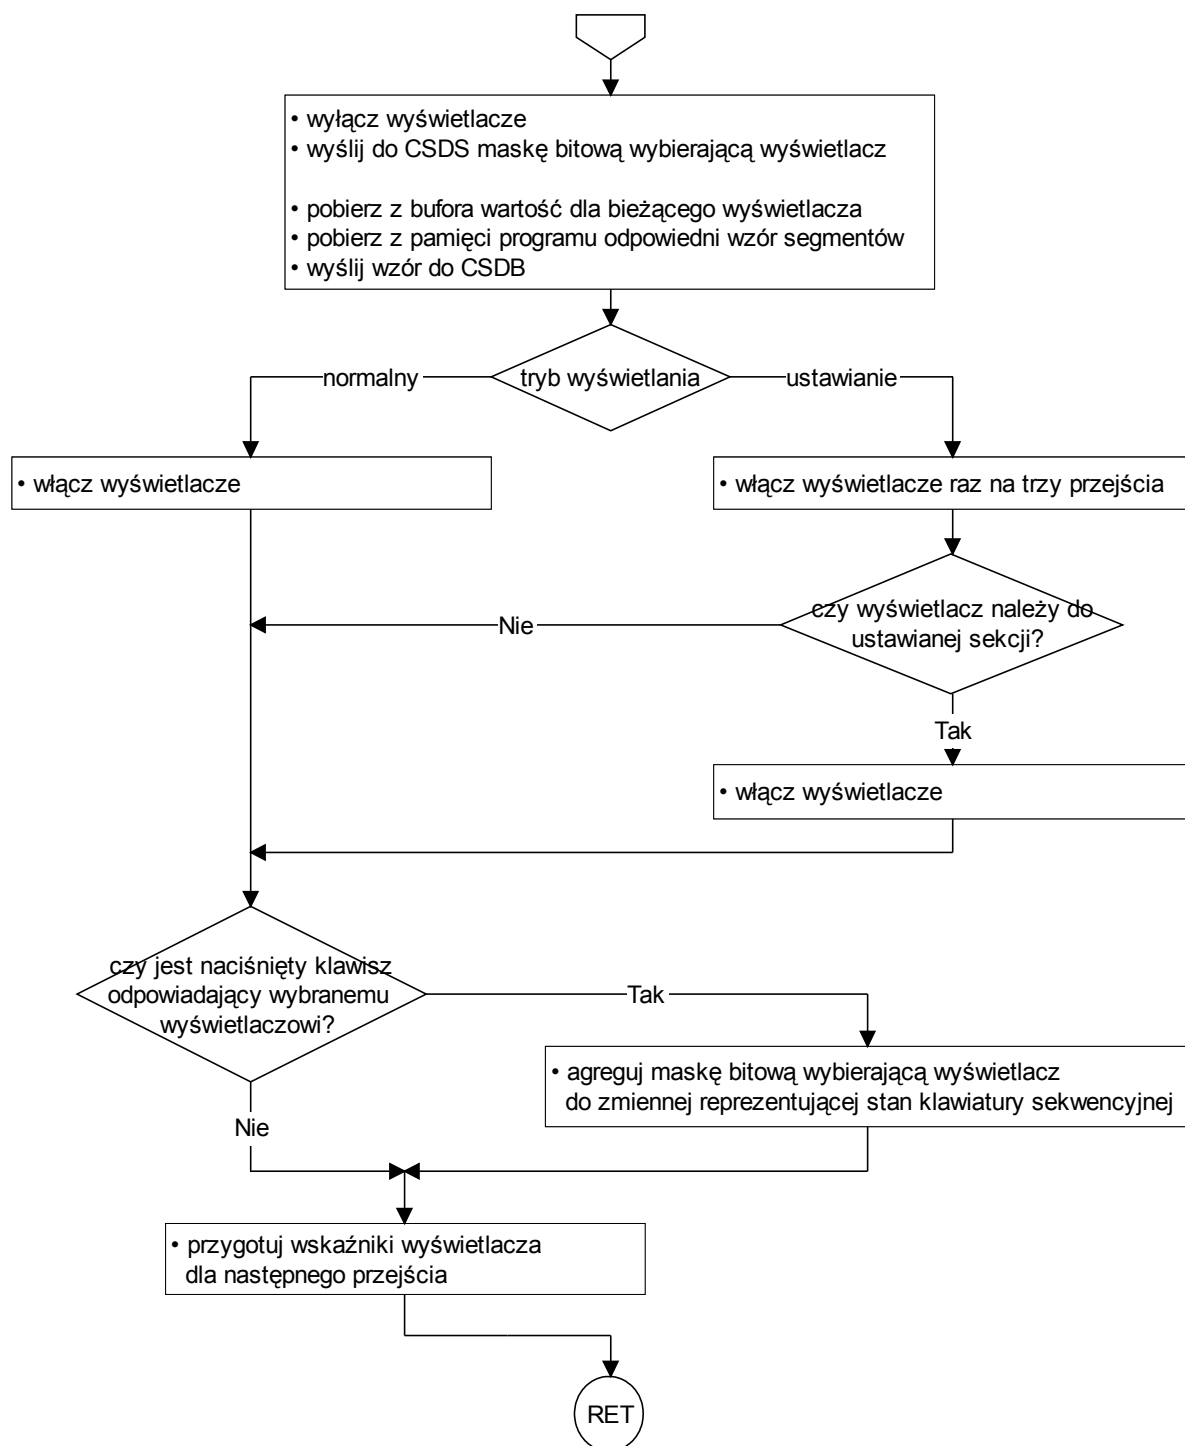 • wyłącz wyświetlacze
• wyślij do CSDS maskę bitową wybierającą wyświetlacz
• pobierz z bufora wartość dla bieżącego wyświetlacza
• pobierz z pamięci programu odpowiedni wzór segmentów
• wyślij wzór do CSDB
normalny
tryb wyświetlania
ustawianie
• włącz wyświetlacze
• włącz wyświetlacze raz na trzy przejścia
czy wyświetlacz należy do
ustawianej sekcji?
Nie
Tak
• włącz wyświetlacze
czy jest naciśnięty klawisz
odpowiadający wybranemu
wyświetlaczowi?
Tak
• agreguj maskę bitową wybierającą wyświetlacz
do zmiennej reprezentującej stan klawiatury sekwencyjnej
Nie
• przygotuj wskaźniki wyświetlacza
dla następnego przejścia
RET